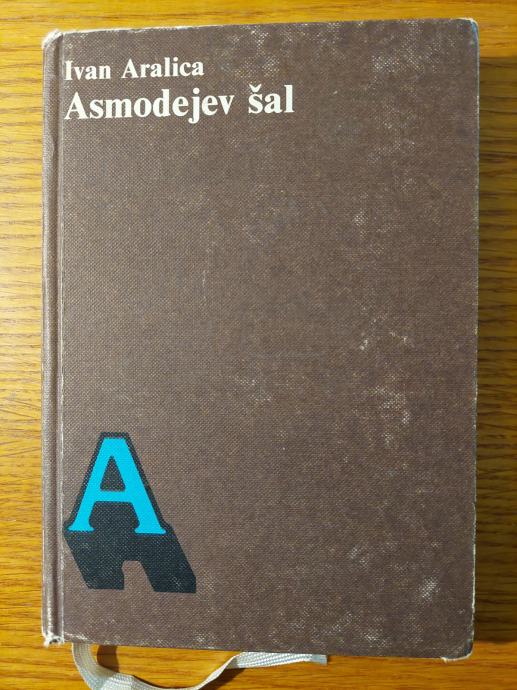 Ivan Aralica
Asmodejev šal
A